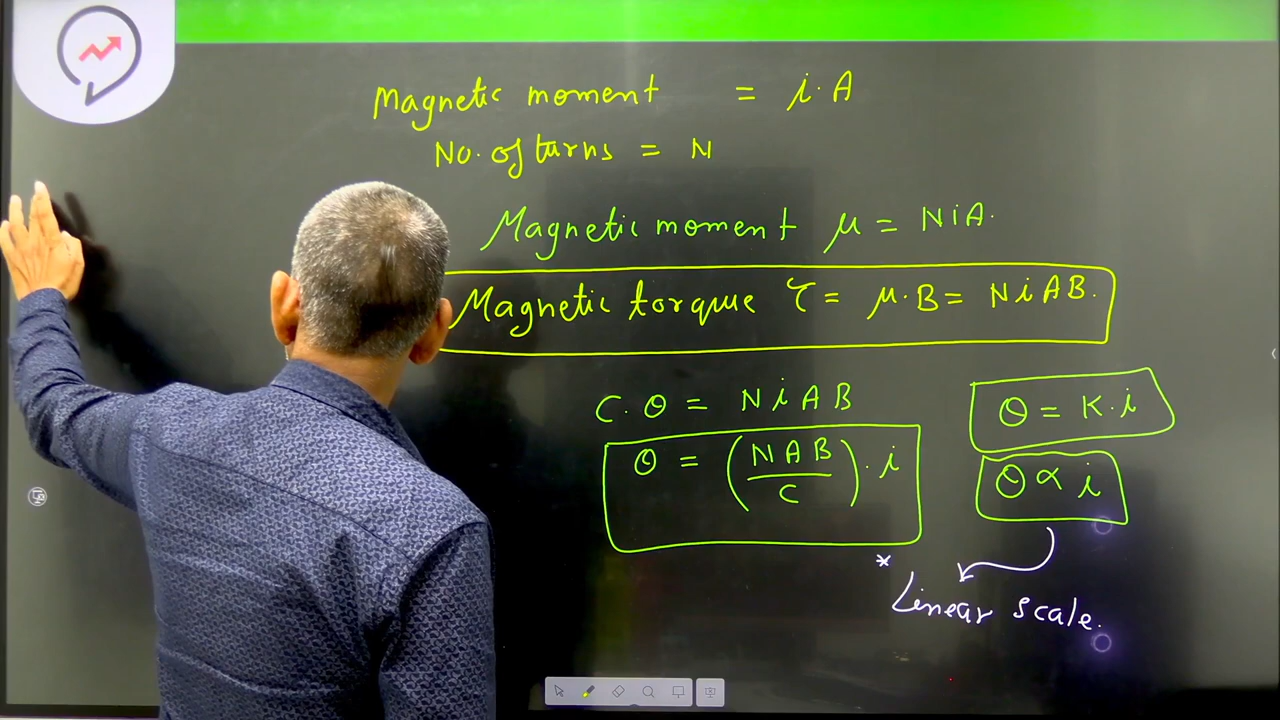 Magnetic moment = i.A
No. of turns = N
Magnetic moment μ = NiA.
Magnetic torque τ = μ.B = NiAB.
C.θ = NiAB
θ = K.i
θ = (NAB/C).i
θ ∝ i
* Linear scale.